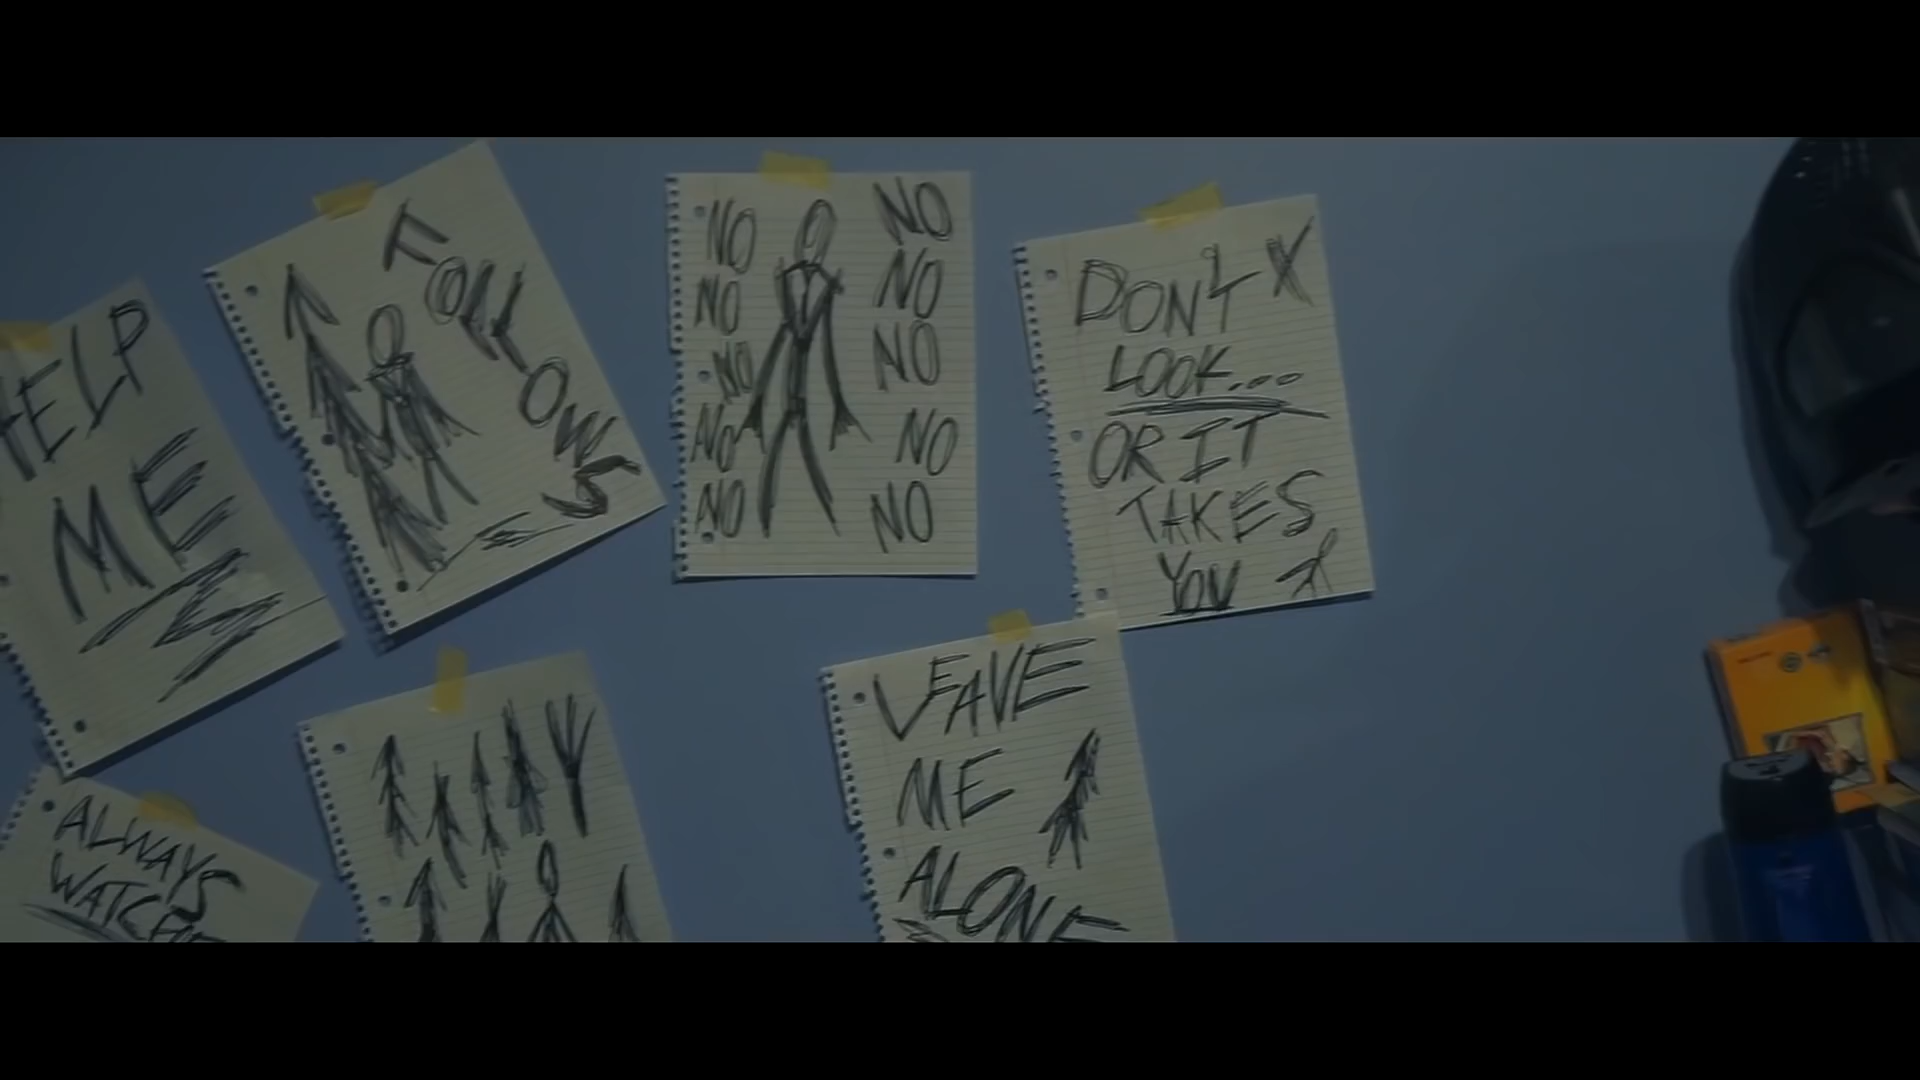 HELP
ME
FOLLOWS
NO NO
NO NO
NO NO
NO NO
NO NO
DON'T
LOOK...
OR IT
TAKES
YOU
ALWAYS
LEAVE
ME
ALONE